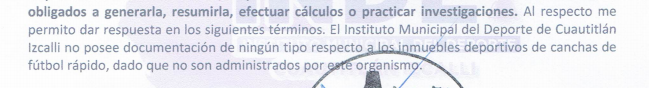 obligados a generarla, resumirla, efectuar cálculos o practicar investigaciones. Al respecto me
permito dar respuesta en los siguientes términos. El Instituto Municipal del Deporte de Cuautitlán
Izcalli no posee documentación de ningún tipo respecto a los inmuebles deportivos de canchas de
fútbol rápido, dado que no son administrados por este organismo.